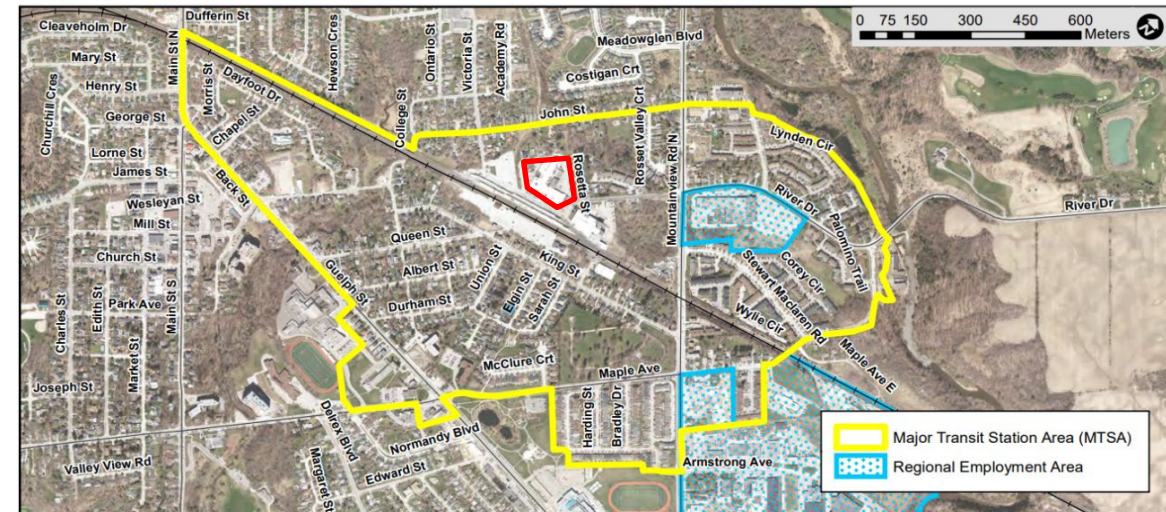 Dufferin St
Cleaveholm Dr
Main St N
Mary St
Henry St
Churchill Cres
George St
Morris St
Dayfoot Dr
Chapel St
Lorne St
James St
Back St
Wesleyan St
Mill St
Church St
Park Ave
Charles St
Edith St
Market St
Main St S
Joseph St
Valley View Rd
Hewson Cres
Ontario St
Victoria St
Academy Rd
College St
Meadowglen Blvd
Costigan Crt
John St
Rosset Valley Crt
Rosetta St
Mountainview Rd N
Lynden Cir
River Dr
River Dr
Palomino Trail
Corey Cir
Stewart Maclaren Rd
Wylie Cir
Maple Ave E
Queen St
Albert St
Durham St
Guelph St
Union St
Elgin St
Sarah St
King St
McClure Crt
Maple Ave
Harding St
Bradley Dr
Normandy Blvd
Delrex Blvd
Edward St
Margaret St
Armstrong Ave
0 75 150 300 450 600
Meters
Major Transit Station Area (MTSA)
Regional Employment Area